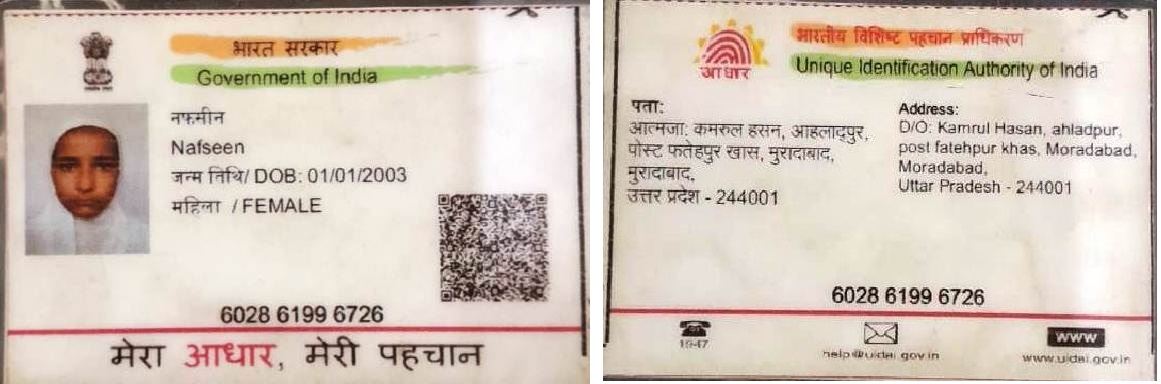 भारत सरकार
Government of India
Nafseen
जन्म तिथि/ DOB: 01/01/2003
महिला / FEMALE
6028 6199 6726
मेरा आधार, मेरी पहचान
आधार
भारतीय विशिष्ट पहचान प्राधिकरण
Unique Identification Authority of India
पता:
आत्मजा: कमरुल हसन, आहलादपुर,
पोस्ट फतेहपुर खास, मुरादाबाद,
मुरादाबाद,
उत्तर प्रदेश - 244001
Address:
D/O: Kamrul Hasan, ahladpur,
post fatehpur khas, Moradabad,
Moradabad,
Uttar Pradesh - 244001
6028 6199 6726
1947
help@uidai.gov.in
WWW
www.uidai.gov.in